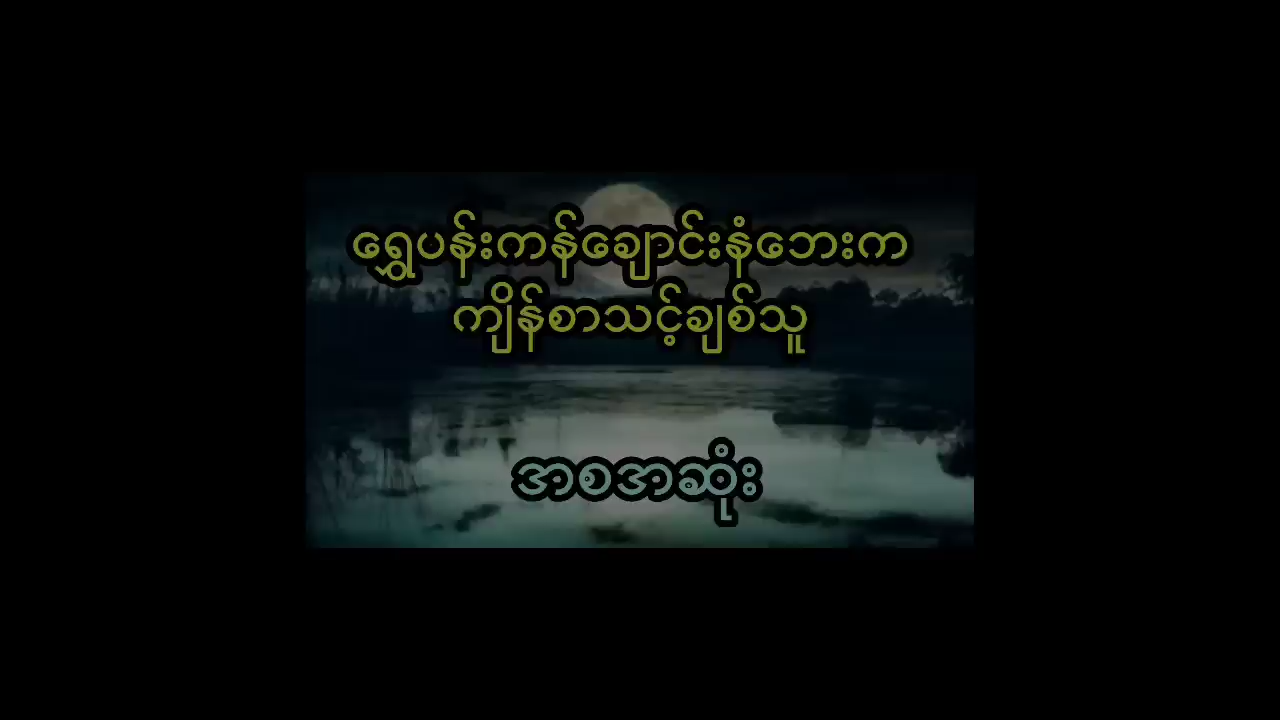 ရွှေပန်းကန်ချောင်းနံဘေးက
ကျိန်စာသင့်ချစ်သူ
အစအဆုံး